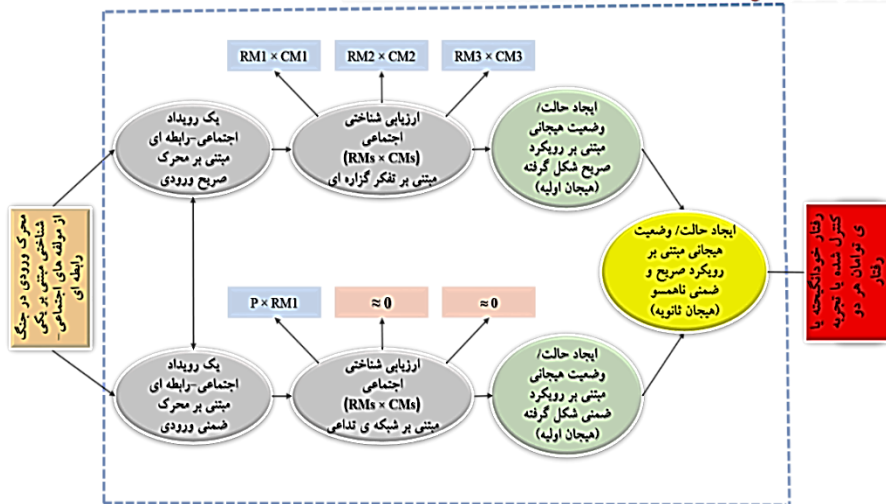 RM1 × CM1
RM2 × CM2
RM3 × CM3
یک رویداد
اجتماعی-رابطه ای
مبتنی بر محرک
صریح ورودی
ارزیابی شناختی
اجتماعی
(RMs × CMs)
مبتنی بر تفکر گزاره ای
ایجاد حالت/
وضعیت هیجانی
مبتنی بر رویکرد
صریح شکل گرفته
(هیجان اولیه)
محرک ورودی در جنگ
شناختی مبتنی بر یکی
از مولفه های اجتماعی-
رابطه ای
ایجاد حالت/ وضعیت
هیجانی مبتنی بر
رویکرد صریح و
ضمنی ناهمسو
(هیجان ثانویه)
رفتار خودانگیخته یا
کنترل شده یا تجربه
ی توامان هر دو
رفتار
P × RM1
≈ 0
≈ 0
یک رویداد
اجتماعی-رابطه ای
مبتنی بر محرک
ضمنی ورودی
ارزیابی شناختی
اجتماعی
(RMs × CMs)
مبتنی بر شبکه ی تداعی
ایجاد حالت/
وضعیت هیجانی
مبتنی بر رویکرد
ضمنی شکل گرفته
(هیجان اولیه)